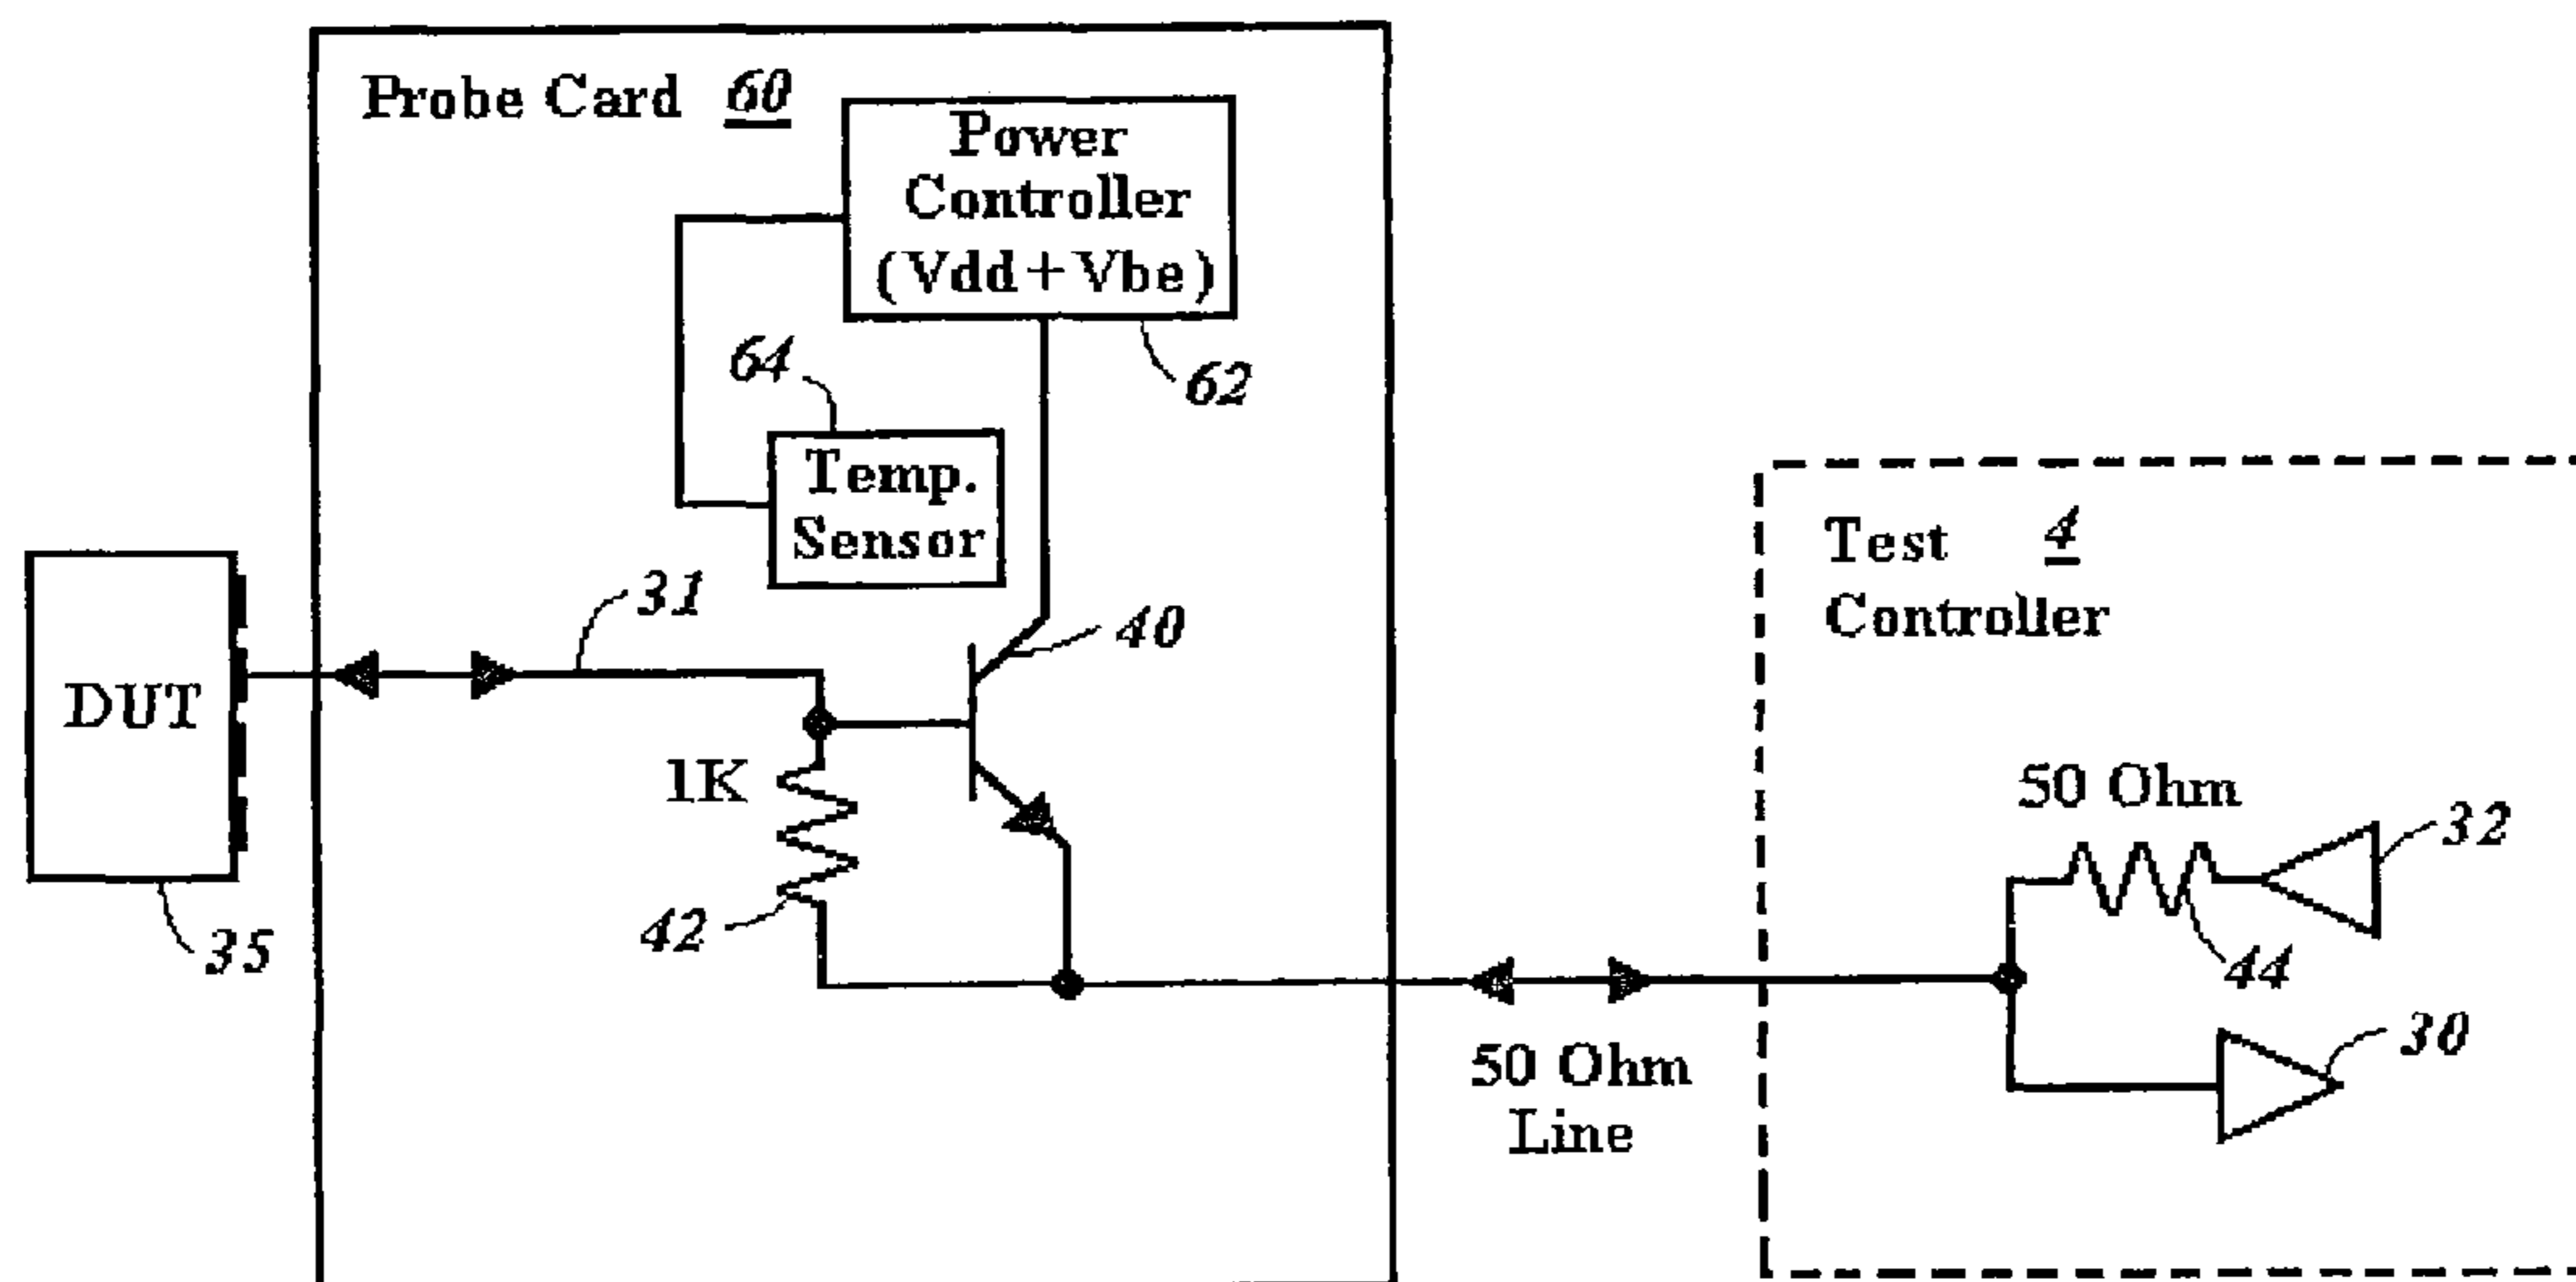 Probe Card 60
Power
Controller
(Vdd+Vbe)
62
64
Temp.
Sensor
31
40
DUT
35
1K
42
50 Ohm
Line
Test 4
Controller
50 Ohm
32
44
30